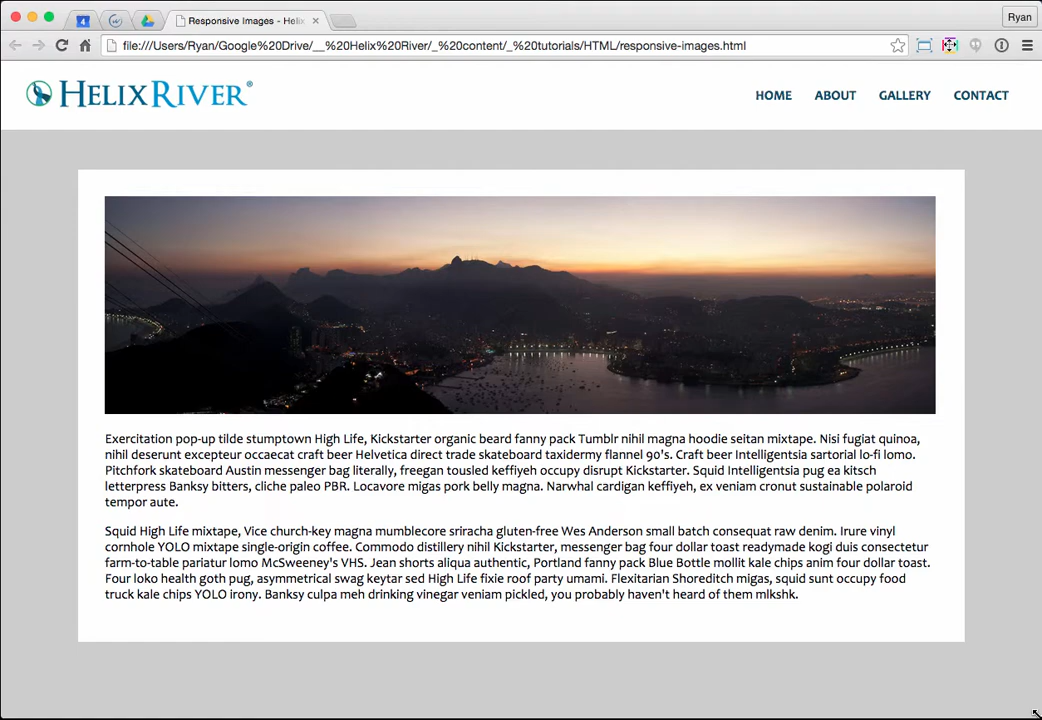 Responsive Images - Helix
Ryan
file:///Users/Ryan/Google%20Drive/__%20Helix%20River/_%20content/_%20tutorials/HTML/responsive-images.html
HELIXRIVER®
HOME ABOUT GALLERY CONTACT
Exercitation pop-up tilde stumptown High Life, Kickstarter organic beard fanny pack Tumblr nihil magna hoodie seitan mixtape. Nisi fugiat quinoa,
nihil deserunt excepteur occaecat craft beer Helvetica direct trade skateboard taxidermy flannel 90's. Craft beer Intelligentsia sartorial lo-fi lomo.
Pitchfork skateboard Austin messenger bag literally, freegan tousled keffiyeh occupy disrupt Kickstarter. Squid Intelligentsia pug ea kitsch
letterpress Banksy bitters, cliche paleo PBR. Locavore migas pork belly magna. Narwhal cardigan keffiyeh, ex veniam cronut sustainable polaroid
tempor aute.
Squid High Life mixtape, Vice church-key magna mumblecore sriracha gluten-free Wes Anderson small batch consequat raw denim. Irure vinyl
cornhole YOLO mixtape single-origin coffee. Commodo distillery nihil Kickstarter, messenger bag four dollar toast readymade kogi duis consectetur
farm-to-table pariatur lomo McSweeney's VHS. Jean shorts aliqua authentic, Portland fanny pack Blue Bottle mollit kale chips anim four dollar toast.
Four loko health goth pug, asymmetrical swag keytar sed High Life fixie roof party umami. Flexitarian Shoreditch migas, squid sunt occupy food
truck kale chips YOLO irony. Banksy culpa meh drinking vinegar veniam pickled, you probably haven't heard of them mlkshk.